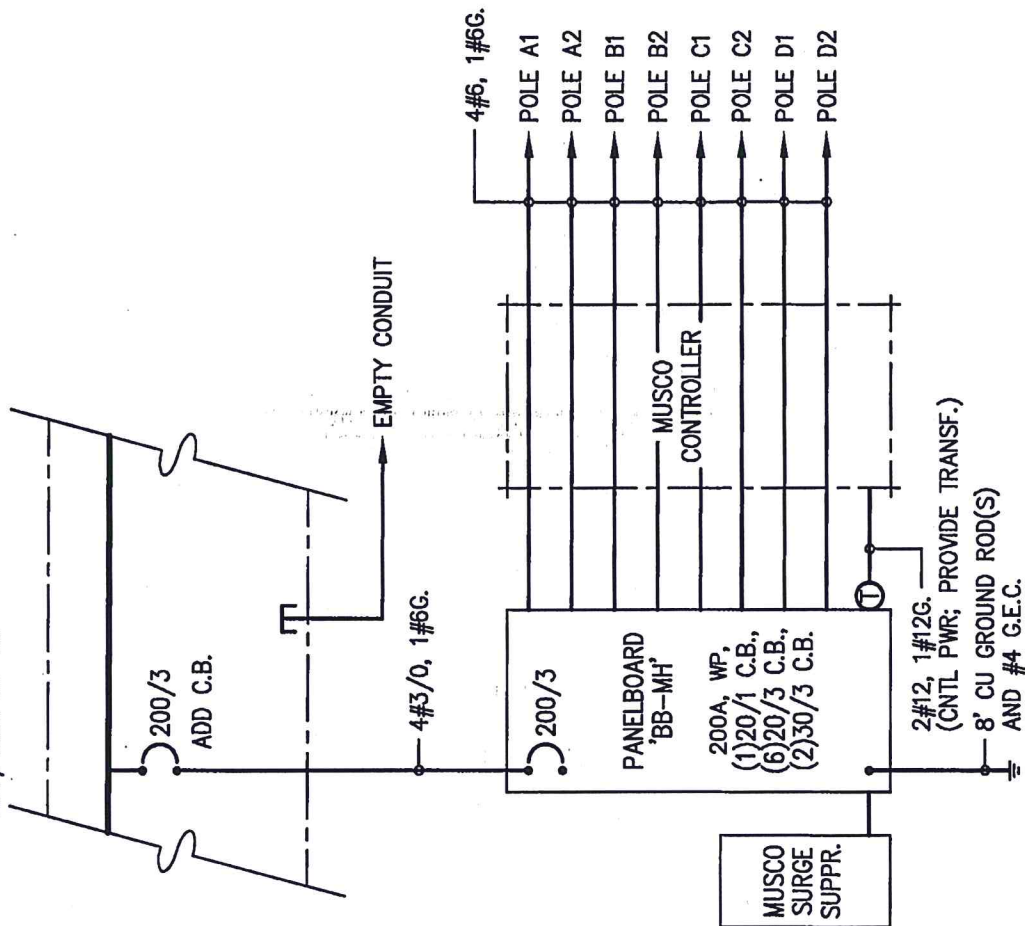 200/3
ADD C.B.
EMPTY CONDUIT
4#3/0, 1#6G.
4#6, 1#6G.
200/3
PANELBOARD
'BB-MH'
200A, WP,
(1)20/1 C.B.,
(6)20/3 C.B.,
(2)30/3 C.B.
MUSCO
SURGE
SUPPR.
MUSCO
CONTROLLER
POLE A1
POLE A2
POLE B1
POLE B2
POLE C1
POLE C2
POLE D1
POLE D2
T
2#12, 1#12G.
(CNTL PWR; PROVIDE TRANSF.)
8' CU GROUND ROD(S)
AND #4 G.E.C.